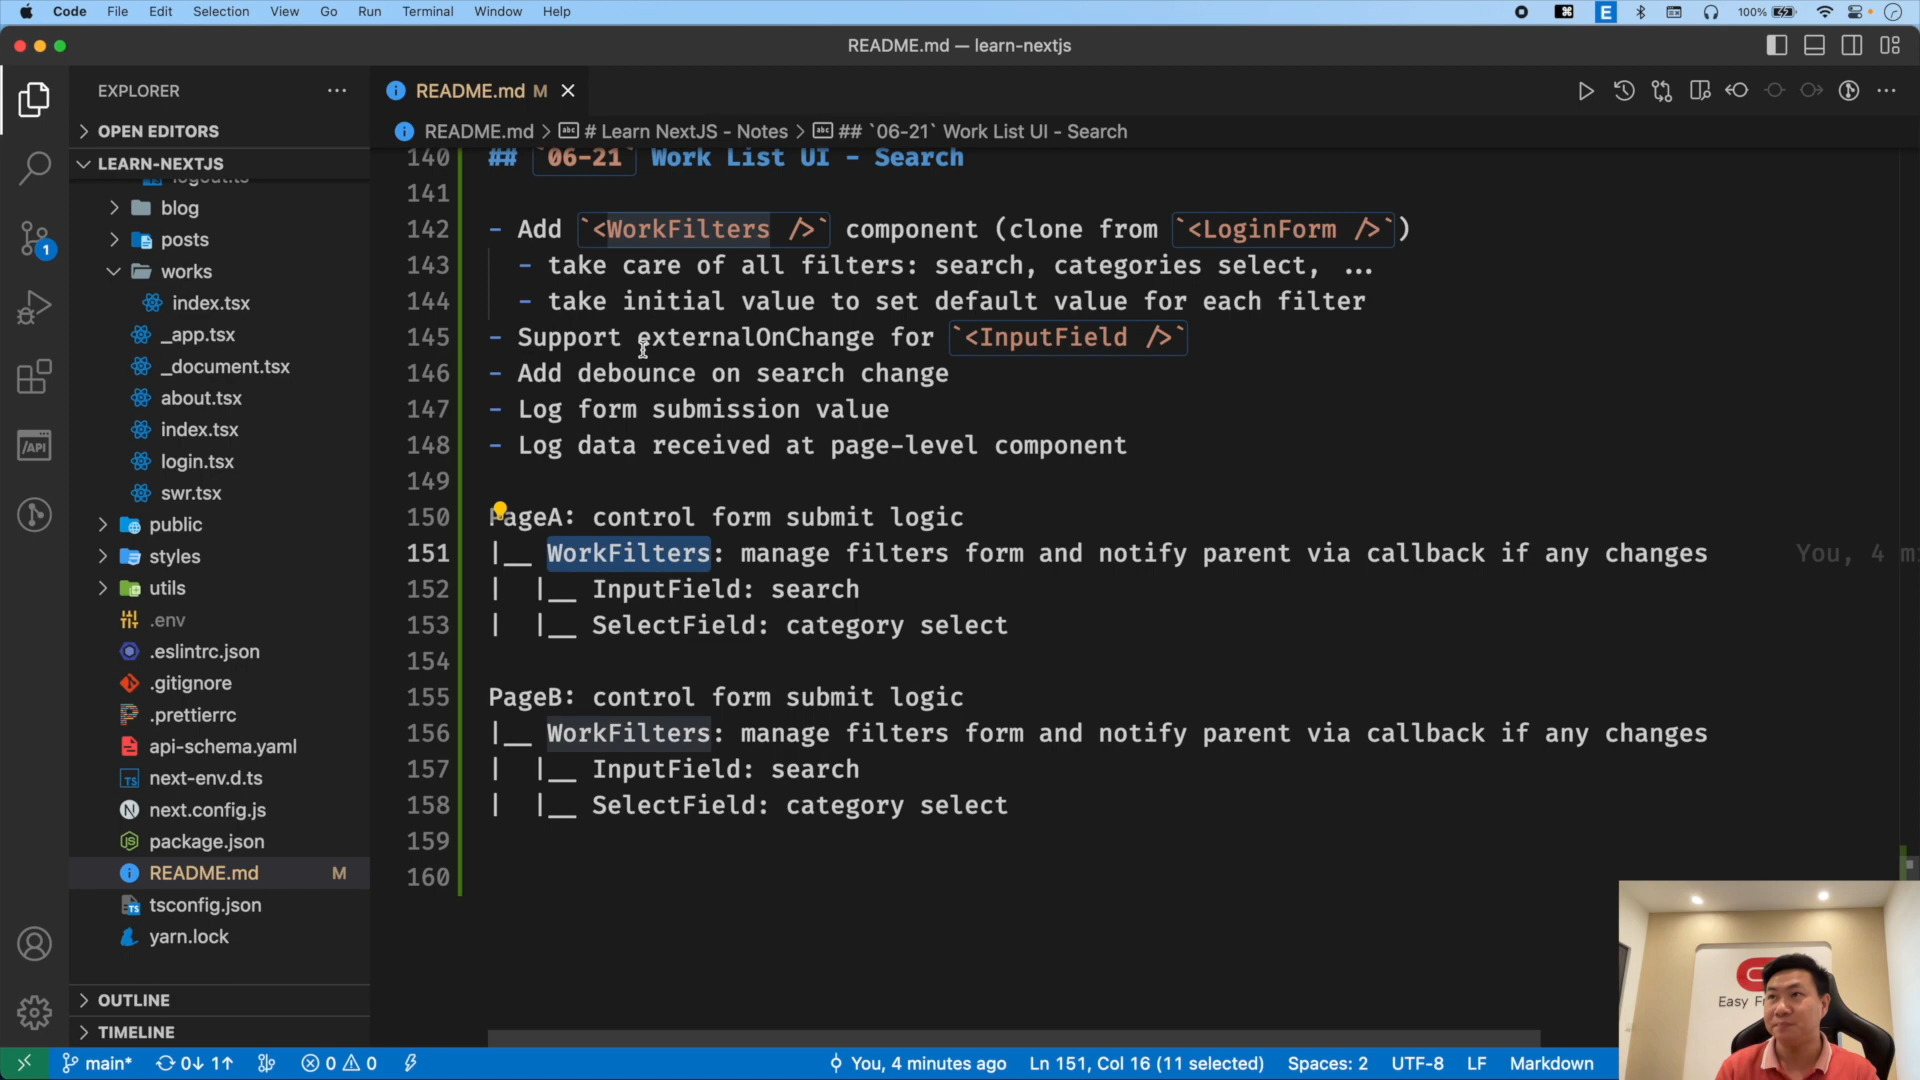 Code File Edit Selection View Go Run Terminal Window Help
E 100%
README.md — learn-nextjs
EXPLORER ...
README.md M
OPEN EDITORS
README.md > # Learn NextJS - Notes > ## `06-21` Work List UI - Search
LEARN-NEXTJS
logout.ts
blog
posts
works
index.tsx
_app.tsx
_document.tsx
about.tsx
index.tsx
login.tsx
swr.tsx
public
styles
utils
.env
.eslintrc.json
.gitignore
.prettierrc
api-schema.yaml
next-env.d.ts
next.config.js
package.json
README.md M
tsconfig.json
yarn.lock
OUTLINE
TIMELINE
1
/API
140 ## `06-21` Work List UI - Search
141
142 - Add `<WorkFilters />` component (clone from `<LoginForm />`)
143 - take care of all filters: search, categories select, ...
144 - take initial value to set default value for each filter
145 - Support externalOnChange for `<InputField />`
146 - Add debounce on search change
147 - Log form submission value
148 - Log data received at page-level component
149
150 PageA: control form submit logic
151 |__ WorkFilters: manage filters form and notify parent via callback if any changes You, 4 mi
152 | |__ InputField: search
153 | |__ SelectField: category select
154
155 PageB: control form submit logic
156 |__ WorkFilters: manage filters form and notify parent via callback if any changes
157 | |__ InputField: search
158 | |__ SelectField: category select
159
160
Easy
main* 0↓ 1↑ 0 0 You, 4 minutes ago Ln 151, Col 16 (11 selected) Spaces: 2 UTF-8 LF Markdown